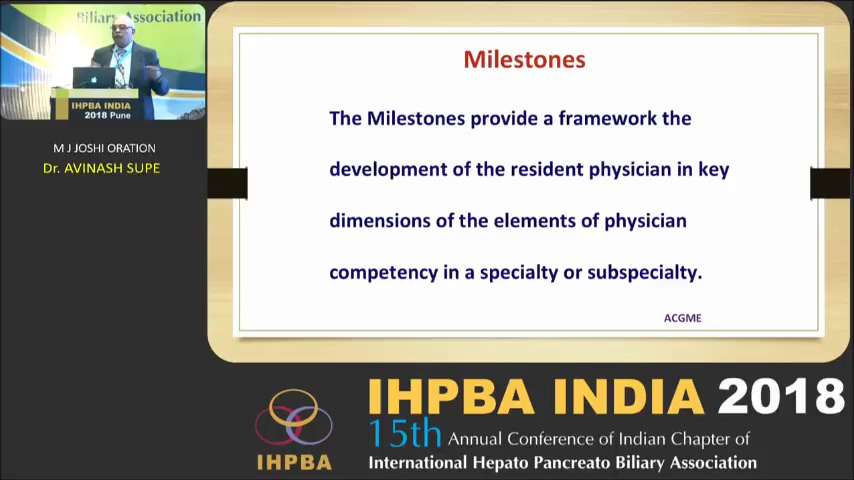 Biliary Association
IHPBA INDIA
2018 Pune
M J JOSHI ORATION
Dr. AVINASH SUPE
Milestones
The Milestones provide a framework the
development of the resident physician in key
dimensions of the elements of physician
competency in a specialty or subspecialty.
ACGME
IHPBA
IHPBA INDIA 2018
15th Annual Conference of Indian Chapter of
International Hepato Pancreato Biliary Association